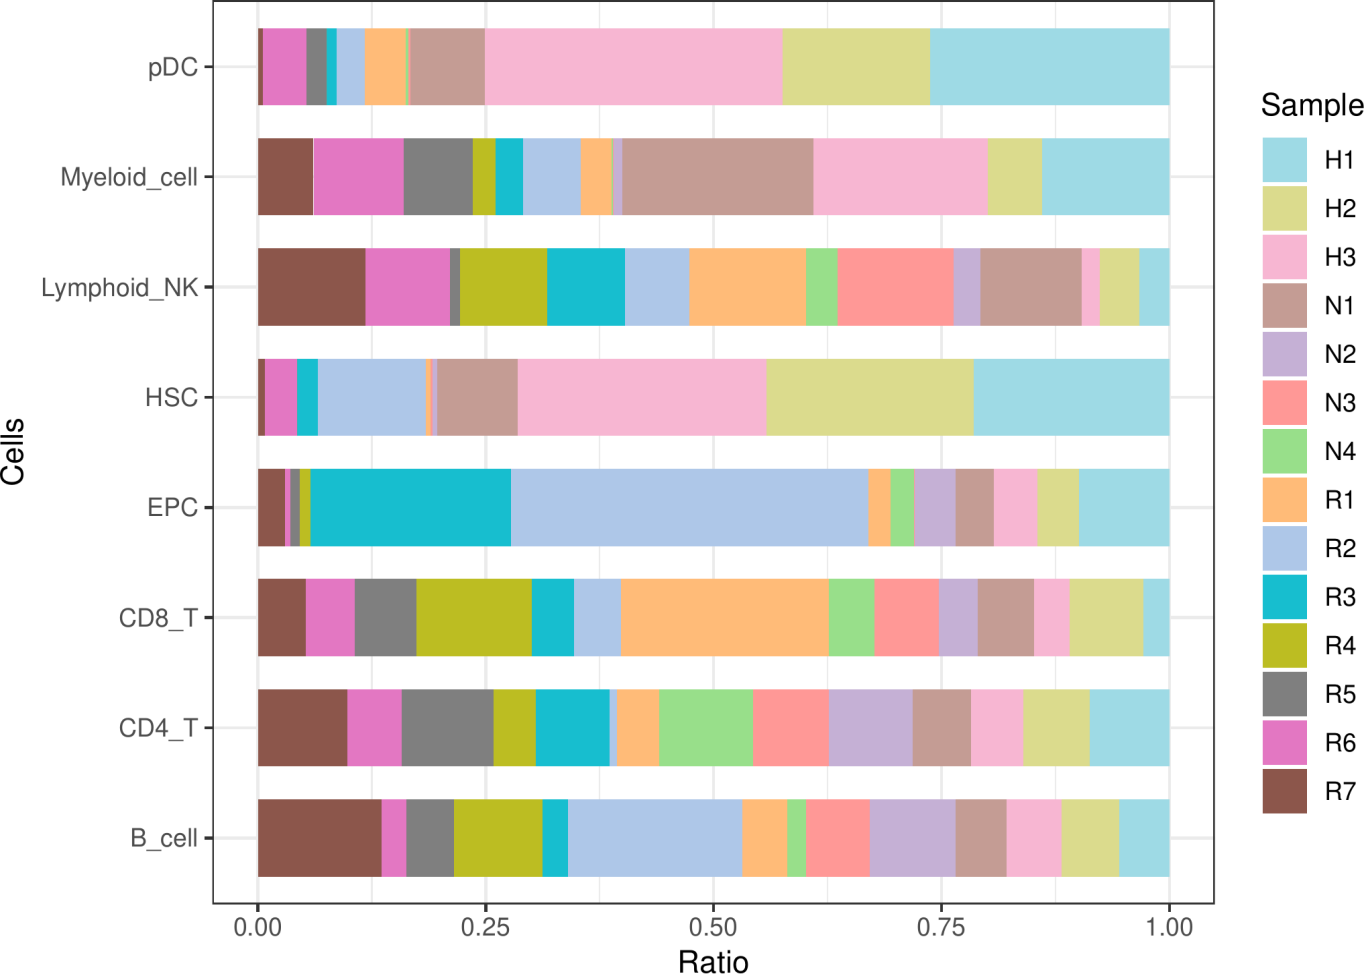 pDC
Myeloid_cell
Lymphoid_NK
HSC
EPC
CD8_T
CD4_T
B_cell
Cells
0.00 0.25 0.50 0.75 1.00
Ratio
Sample
H1
H2
H3
N1
N2
N3
N4
R1
R2
R3
R4
R5
R6
R7